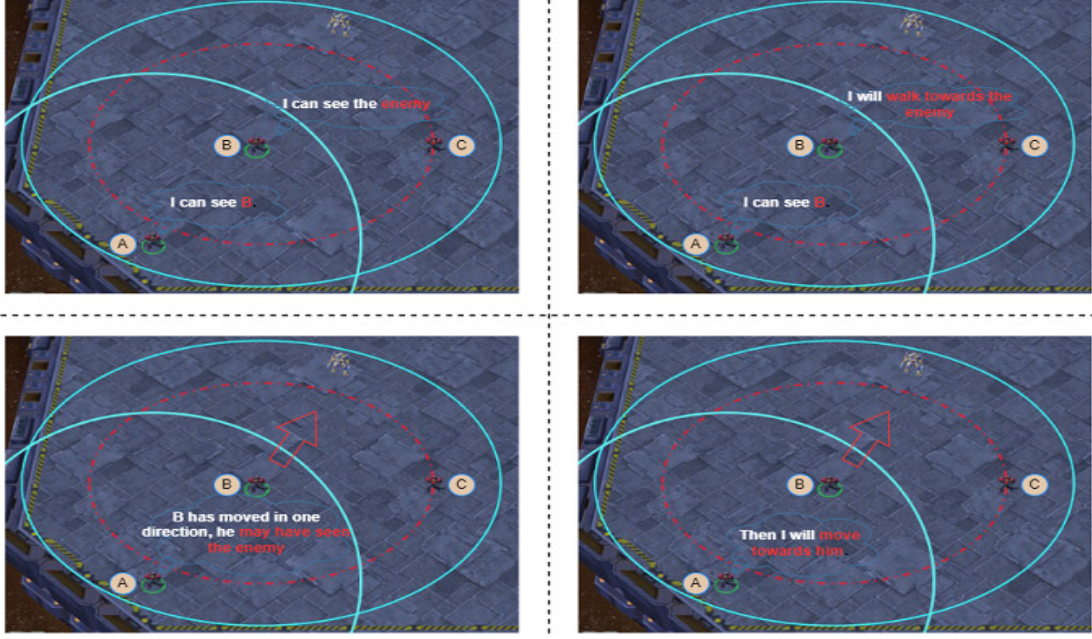 I can see the enemy
B
C
I can see B.
A
I will walk towards the
enemy
B
C
I can see B.
A
B
C
B has moved in one
direction, he may have seen
the enemy
A
B
C
Then I will move
towards him.
A